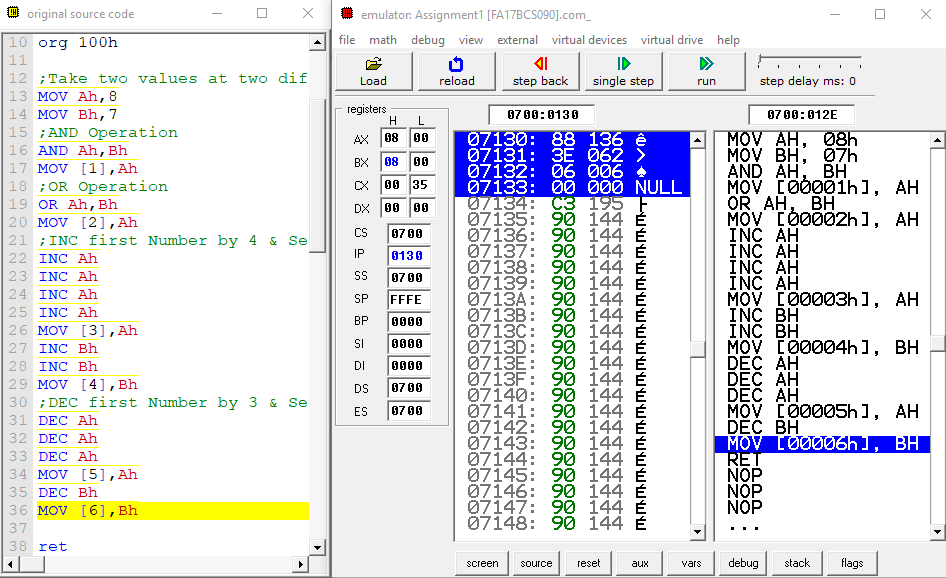 original source code
10 org 100h
11
12 ;Take two values at two dif
13 MOV Ah,8
14 MOV Bh,7
15 ;AND Operation
16 AND Ah,Bh
17 MOV [1],Ah
18 ;OR Operation
19 OR Ah,Bh
20 MOV [2],Ah
21 ;INC first Number by 4 & Se
22 INC Ah
23 INC Ah
24 INC Ah
25 INC Ah
26 MOV [3],Ah
27 INC Bh
28 INC Bh
29 MOV [4],Bh
30 ;DEC first Number by 3 & Se
31 DEC Ah
32 DEC Ah
33 DEC Ah
34 MOV [5],Ah
35 DEC Bh
36 MOV [6],Bh
37
38 ret
emulator: Assignment1 [FA17BCS090].com_
file math debug view external virtual devices virtual drive help
Load reload step back single step run step delay ms: 0
registers
H L
AX 08 00
BX 08 00
CX 00 35
DX 00 00
CS 0700
IP 0130
SS 0700
SP FFFE
BP 0000
SI 0000
DI 0000
DS 0700
ES 0700
0700:0130
07130: 88 136 ê
07131: 3E 062 >
07132: 06 006 ♠
07133: 00 000 NULL
07134: C3 195 ├
07135: 90 144 É
07136: 90 144 É
07137: 90 144 É
07138: 90 144 É
07139: 90 144 É
0713A: 90 144 É
0713B: 90 144 É
0713C: 90 144 É
0713D: 90 144 É
0713E: 90 144 É
0713F: 90 144 É
07140: 90 144 É
07141: 90 144 É
07142: 90 144 É
07143: 90 144 É
07144: 90 144 É
07145: 90 144 É
07146: 90 144 É
07147: 90 144 É
07148: 90 144 É
0700:012E
MOV AH, 08h
MOV BH, 07h
AND AH, BH
MOV [00001h], AH
OR AH, BH
MOV [00002h], AH
INC AH
INC AH
INC AH
INC AH
MOV [00003h], AH
INC BH
INC BH
MOV [00004h], BH
DEC AH
DEC AH
DEC AH
MOV [00005h], AH
DEC BH
MOV [00006h], BH
RET
NOP
NOP
NOP
...
screen source reset aux vars debug stack flags